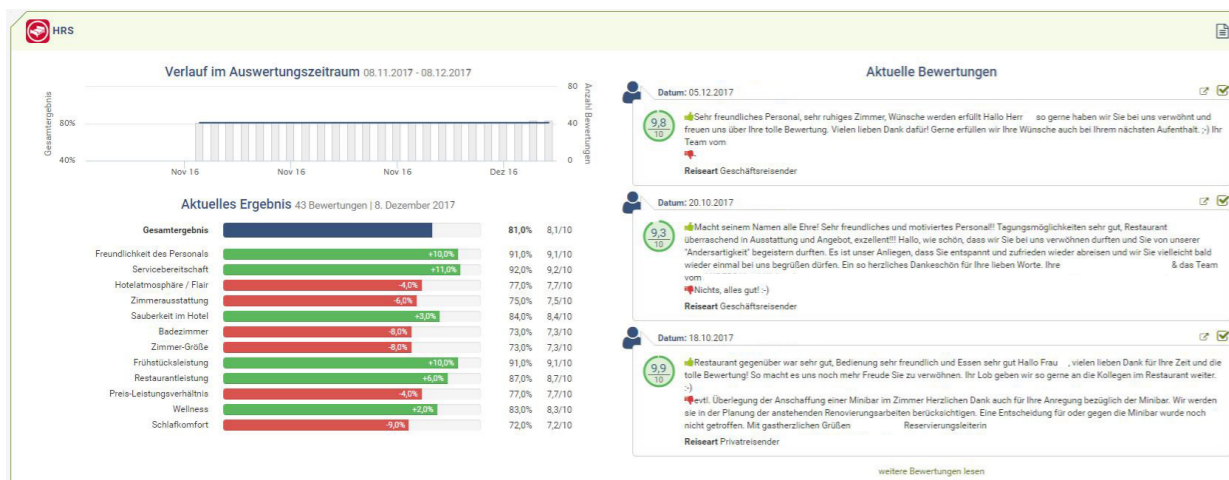 HRS
Verlauf im Auswertungszeitraum 08.11.2017 - 08.12.2017
Gesamtergebnis
80%
40%
80
40
0
Anzahl Bewertungen
Nov 16
Nov 16
Nov 16
Dez 16
Aktuelles Ergebnis 43 Bewertungen | 8. Dezember 2017
Gesamtergebnis 81,0% 8,1/10
Freundlichkeit des Personals +10,0% 91,0% 9,1/10
Servicebereitschaft +11,0% 92,0% 9,2/10
Hotelatmosphäre / Flair -4,0% 77,0% 7,7/10
Zimmerausstattung -6,0% 75,0% 7,5/10
Sauberkeit im Hotel +3,0% 84,0% 8,4/10
Badezimmer -8,0% 73,0% 7,3/10
Zimmer-Größe -8,0% 73,0% 7,3/10
Frühstücksleistung +10,0% 91,0% 9,1/10
Restaurantleistung +6,0% 87,0% 8,7/10
Preis-Leistungsverhältnis -4,0% 77,0% 7,7/10
Wellness +2,0% 83,0% 8,3/10
Schlafkomfort -9,0% 72,0% 7,2/10
Aktuelle Bewertungen
Datum: 05.12.2017
9,8
10
Sehr freundliches Personal, sehr ruhiges Zimmer, Wünsche werden erfüllt Hallo Herr so gerne haben wir Sie bei uns verwöhnt und
freuen uns über Ihre tolle Bewertung. Vielen lieben Dank dafür! Gerne erfüllen wir Ihre Wünsche auch bei Ihrem nächsten Aufenthalt. ;-) Ihr
Team vom
-
Reiseart Geschäftsreisender
Datum: 20.10.2017
9,3
10
Macht seinem Namen alle Ehre! Sehr freundliches und motiviertes Personal!! Tagungsmöglichkeiten sehr gut, Restaurant
überraschend in Ausstattung und Angebot, exzellent!!! Hallo, wie schön, dass wir Sie bei uns verwöhnen durften und Sie von unserer
"Andersartigkeit" begeistern durften. Es ist unser Anliegen, dass Sie entspannt und zufrieden wieder abreisen und wir Sie vielleicht bald
wieder einmal bei uns begrüßen dürfen. Ein so herzliches Dankeschön für Ihre lieben Worte. Ihre & das Team
vom
Nichts, alles gut! :-)
Reiseart Geschäftsreisender
Datum: 18.10.2017
9,9
10
Restaurant gegenüber war sehr gut, Bedienung sehr freundlich und Essen sehr gut Hallo Frau , vielen lieben Dank für Ihre Zeit und die
tolle Bewertung! So macht es uns noch mehr Freude Sie zu verwöhnen. Ihr Lob geben wir so gerne an die Kollegen im Restaurant weiter.
:-)
evtl. Überlegung der Anschaffung einer Minibar im Zimmer Herzlichen Dank auch für Ihre Anregung bezüglich der Minibar. Wir werden
sie in der Planung der anstehenden Renovierungsarbeiten berücksichtigen. Eine Entscheidung für oder gegen die Minibar wurde noch
nicht getroffen. Mit gastherzlichen Grüßen Reservierungsleiterin
Reiseart Privatreisender
weitere Bewertungen lesen